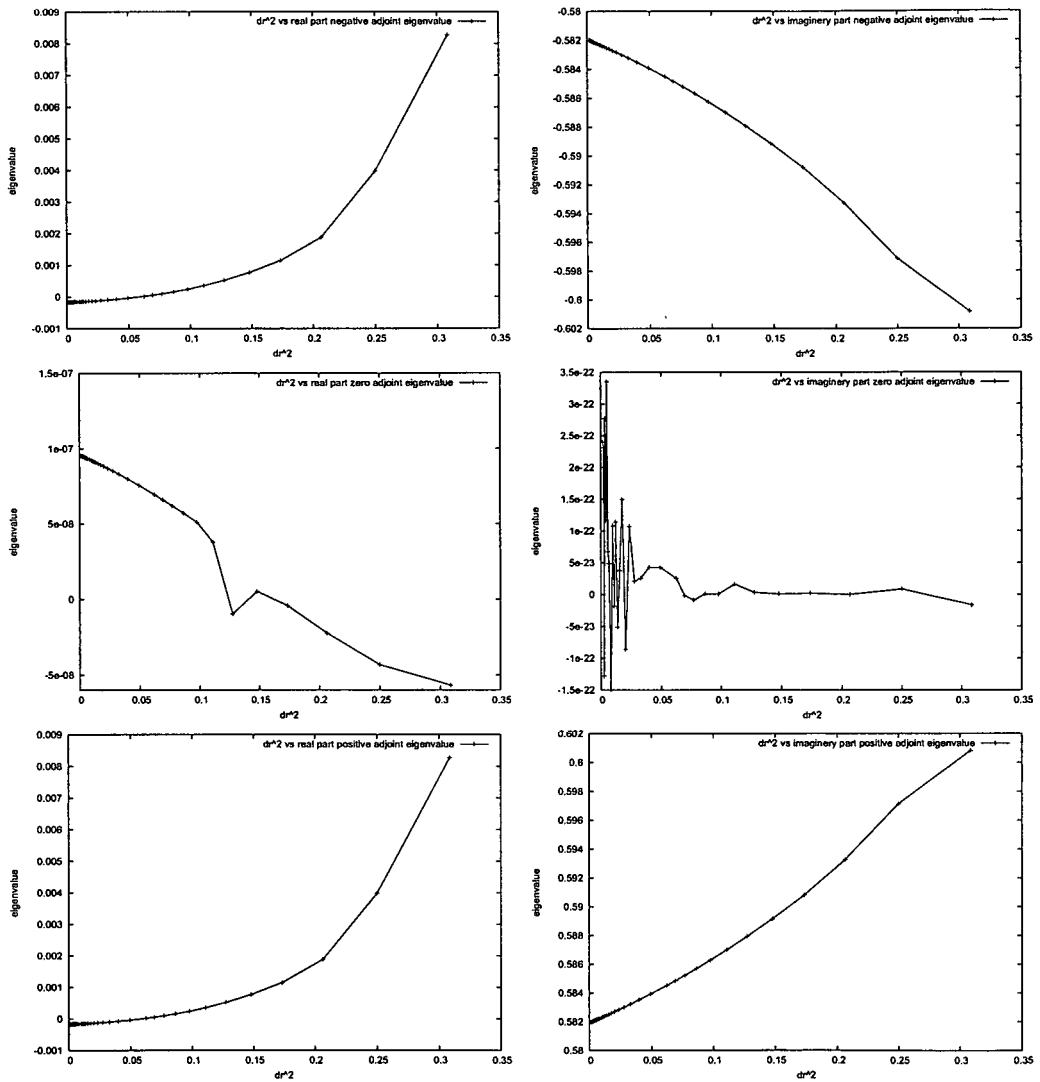 dr^2 vs real part negative adjoint eigenvalue
0.009
0.008
0.007
0.006
0.005
0.004
0.003
0.002
0.001
0
-0.001
eigenvalue
0 0.05 0.1 0.15 0.2 0.25 0.3 0.35
dr^2
dr^2 vs imaginery part negative adjoint eigenvalue
-0.58
-0.582
-0.584
-0.586
-0.588
-0.59
-0.592
-0.594
-0.596
-0.598
-0.6
-0.602
eigenvalue
0 0.05 0.1 0.15 0.2 0.25 0.3 0.35
dr^2
dr^2 vs real part zero adjoint eigenvalue
1.5e-07
1e-07
5e-08
0
-5e-08
eigenvalue
0 0.05 0.1 0.15 0.2 0.25 0.3 0.35
dr^2
dr^2 vs imaginery part zero adjoint eigenvalue
3.5e-22
3e-22
2.5e-22
2e-22
1.5e-22
1e-22
5e-23
0
-5e-23
-1e-22
-1.5e-22
eigenvalue
0 0.05 0.1 0.15 0.2 0.25 0.3 0.35
dr^2
dr^2 vs real part positive adjoint eigenvalue
0.009
0.008
0.007
0.006
0.005
0.004
0.003
0.002
0.001
0
-0.001
eigenvalue
0 0.05 0.1 0.15 0.2 0.25 0.3 0.35
dr^2
dr^2 vs imaginery part positive adjoint eigenvalue
0.602
0.6
0.598
0.596
0.594
0.592
0.59
0.588
0.586
0.584
0.582
0.58
eigenvalue
0 0.05 0.1 0.15 0.2 0.25 0.3 0.35
dr^2